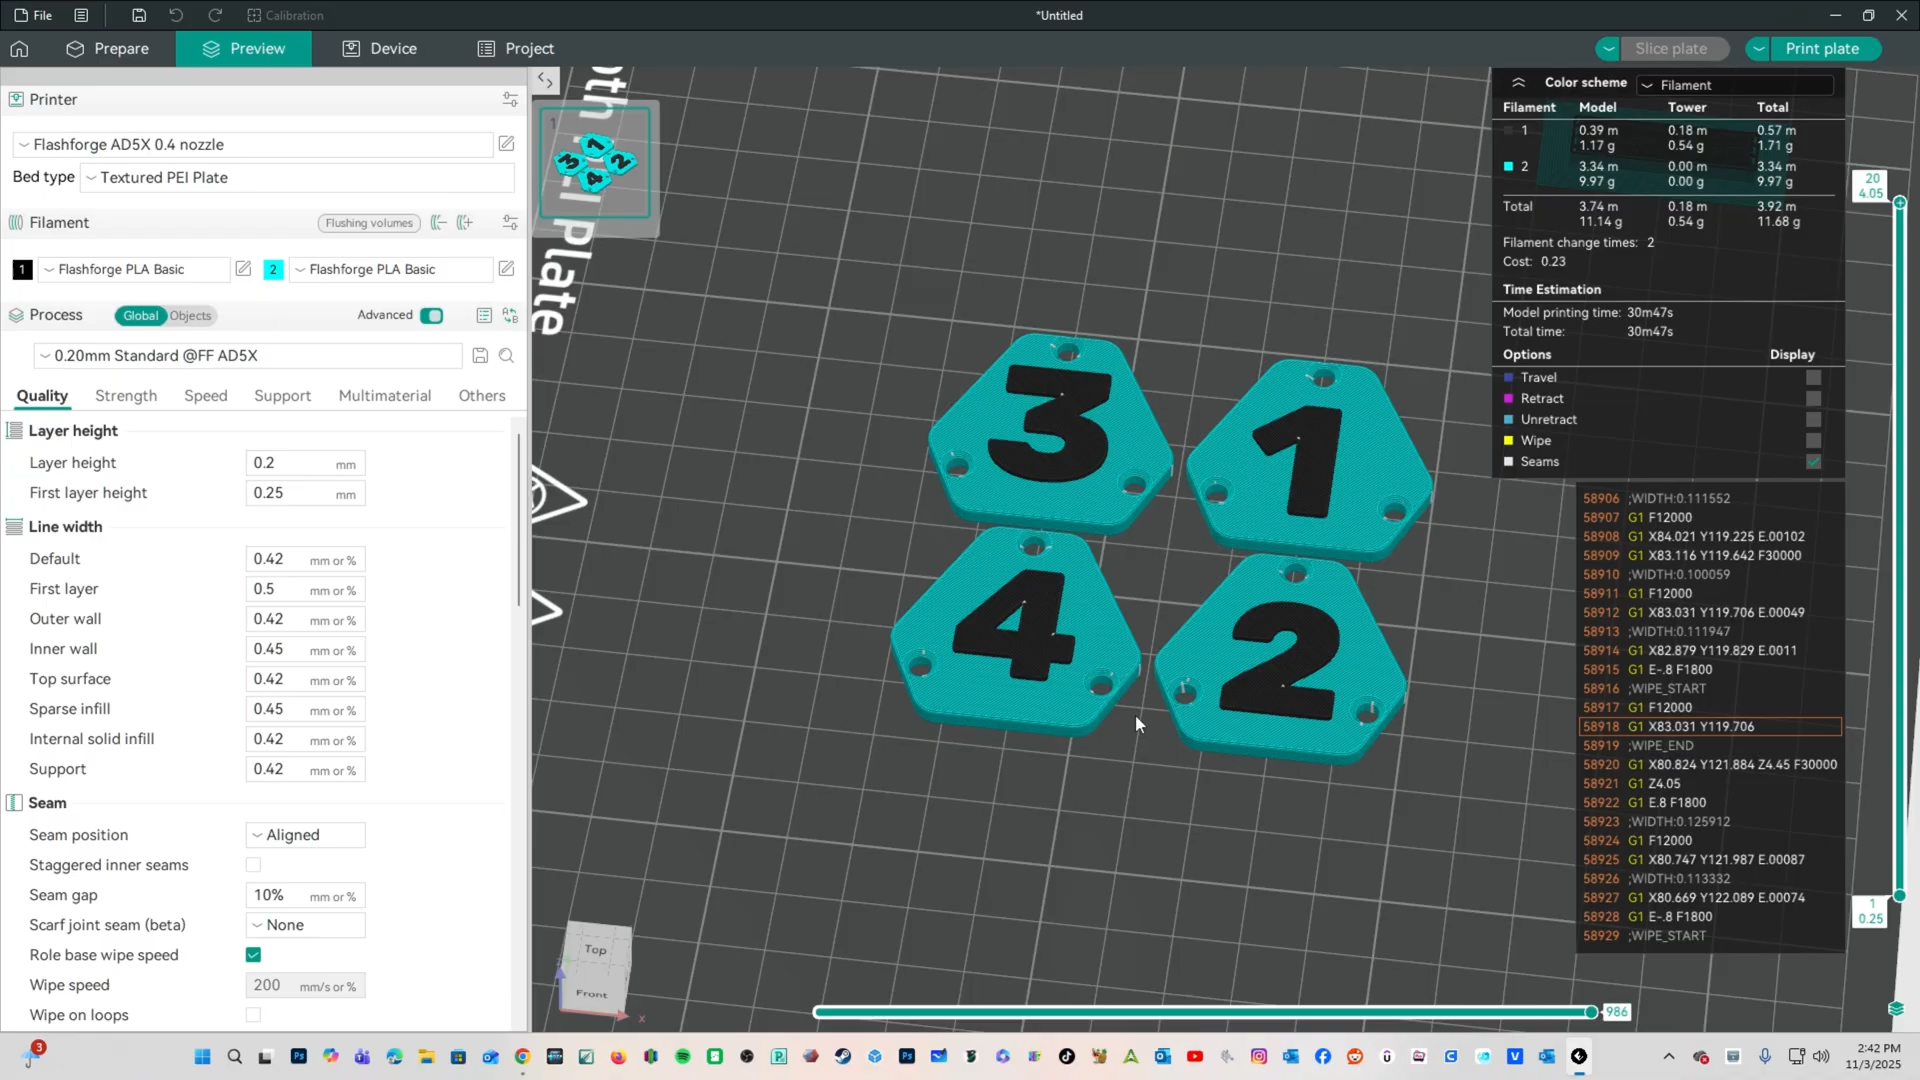 File
Calibration
*Untitled
Prepare
Preview
Device
Project
Slice plate
Print plate
Printer
Flashforge AD5X 0.4 nozzle
Bed type
Textured PEI Plate
Filament
Flushing volumes
1 Flashforge PLA Basic
2 Flashforge PLA Basic
Process
Global
Objects
Advanced
0.20mm Standard @FF AD5X
Quality
Strength
Speed
Support
Multimaterial
Others
Layer height
Layer height 0.2 mm
First layer height 0.25 mm
Line width
Default 0.42 mm or %
First layer 0.5 mm or %
Outer wall 0.42 mm or %
Inner wall 0.45 mm or %
Top surface 0.42 mm or %
Sparse infill 0.45 mm or %
Internal solid infill 0.42 mm or %
Support 0.42 mm or %
Seam
Seam position Aligned
Staggered inner seams
Seam gap 10% mm or %
Scarf joint seam (beta) None
Role base wipe speed
Wipe speed 200 mm/s or %
Wipe on loops
1
1
3
2
4
Plate
3
1
4
2
Top
Front
x
986
Color scheme Filament
Filament Model Tower Total
1 0.39 m 0.18 m 0.57 m
1.17 g 0.54 g 1.71 g
2 3.34 m 0.00 m 3.34 m
9.97 g 0.00 g 9.97 g
Total 3.74 m 0.18 m 3.92 m
11.14 g 0.54 g 11.68 g
Filament change times: 2
Cost: 0.23
Time Estimation
Model printing time: 30m47s
Total time: 30m47s
Options Display
Travel
Retract
Unretract
Wipe
Seams
58906 ;WIDTH:0.111552
58907 G1 F12000
58908 G1 X84.021 Y119.225 E.00102
58909 G1 X83.116 Y119.642 F30000
58910 ;WIDTH:0.100059
58911 G1 F12000
58912 G1 X83.031 Y119.706 E.00049
58913 ;WIDTH:0.111947
58914 G1 X82.879 Y119.829 E.0011
58915 G1 E-.8 F1800
58916 ;WIPE_START
58917 G1 F12000
58918 G1 X83.031 Y119.706
58919 ;WIPE_END
58920 G1 X80.824 Y121.884 Z4.45 F30000
58921 G1 Z4.05
58922 G1 E.8 F1800
58923 ;WIDTH:0.125912
58924 G1 F12000
58925 G1 X80.747 Y121.987 E.00087
58926 ;WIDTH:0.113332
58927 G1 X80.669 Y122.089 E.00074
58928 G1 E-.8 F1800
58929 ;WIPE_START
20
4.05
1
0.25
3
2:42 PM
11/3/2025